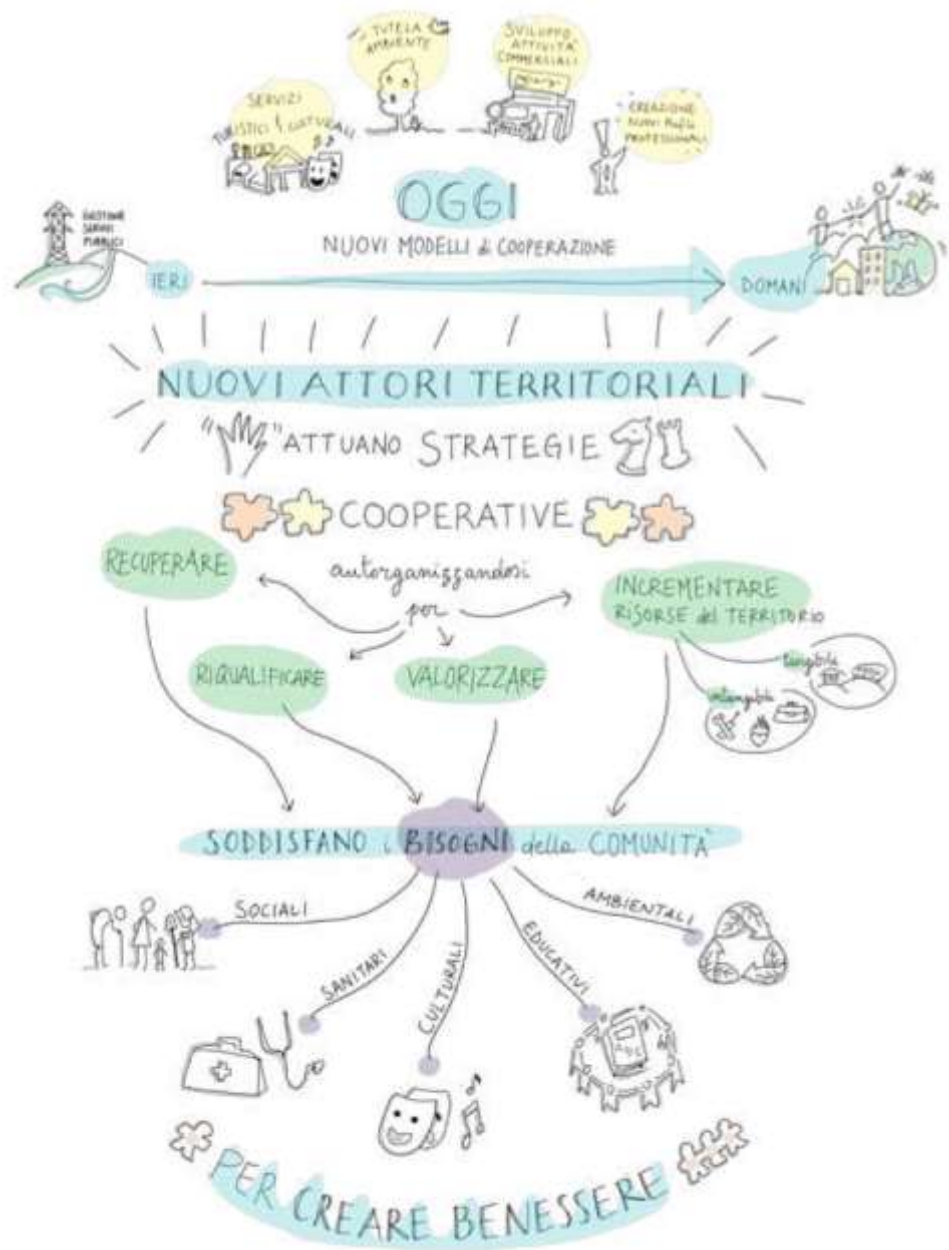 TUTELA
AMBIENTE
SVILUPPO
ATTIVITÀ
COMMERCIALI
SERVIZI
TURISTICI & CULTURALI
CREAZIONE
NUOVI PROFILI
PROFESSIONALI
OGGI
NUOVI MODELLI di COOPERAZIONE
GESTIONE
SERVIZI
PUBBLICI
IERI
DOMANI
NUOVI ATTORI TERRITORIALI
ATTUANO STRATEGIE
COOPERATIVE
autorganizzandosi
per
RECUPERARE
RIQUALIFICARE
VALORIZZARE
INCREMENTARE
RISORSE del TERRITORIO
tangibili
intangibili
SODDISFANO i BISOGNI della COMUNITÀ
SOCIALI
SANITARI
CULTURALI
EDUCATIVI
AMBIENTALI
ABC
PER CREARE BENESSERE